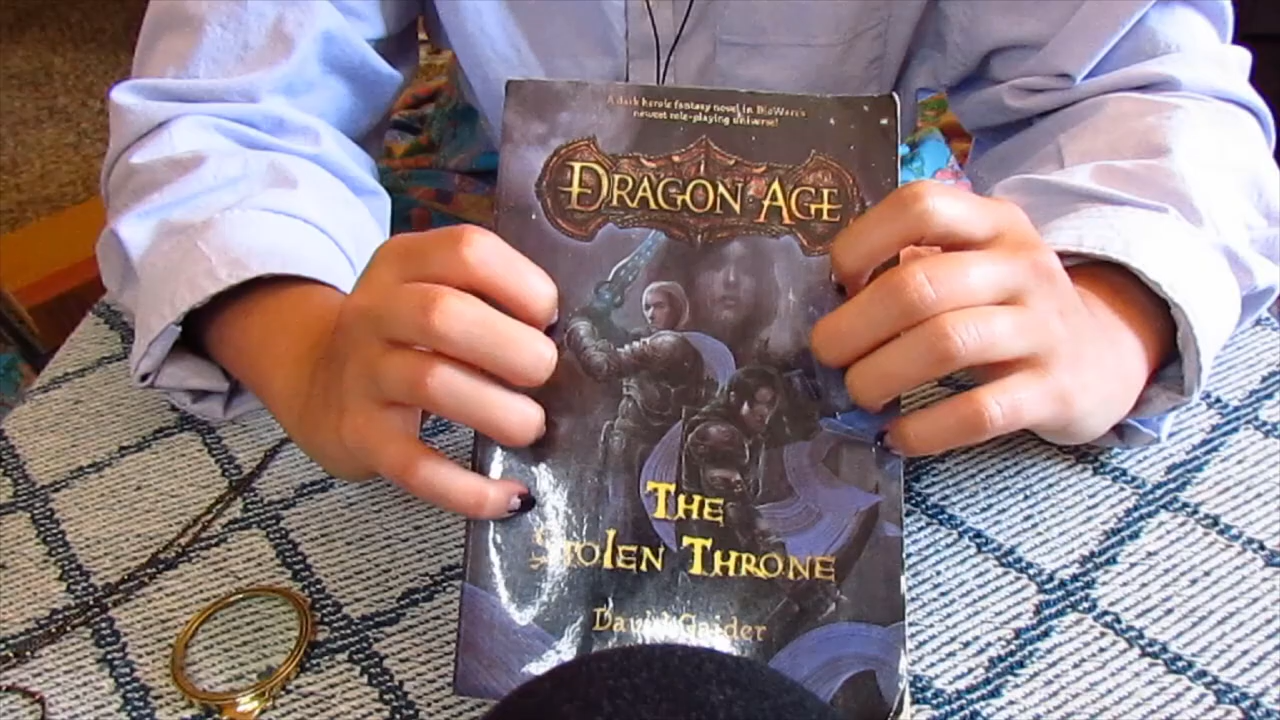 A dark heroic fantasy novel in BioWare's
newest role-playing universe!
DRAGON AGE
THE
STOLEN THRONE
David Gaider